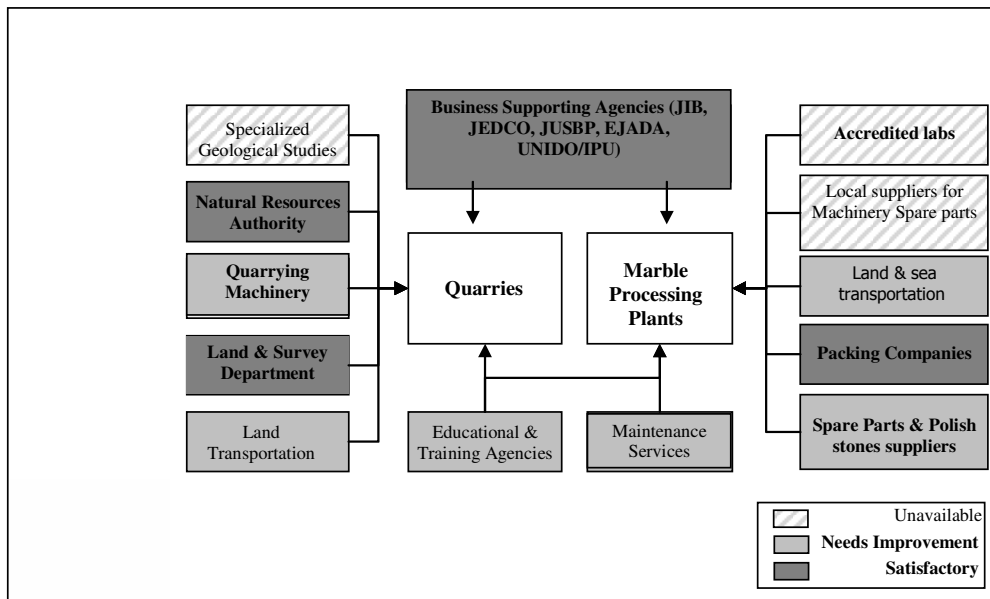 Business Supporting Agencies (JIB,
JEDCO, JUSBP, EJADA,
UNIDO/IPU)
Specialized
Geological Studies
Natural Resources
Authority
Quarrying
Machinery
Land & Survey
Department
Land
Transportation
Quarries
Marble
Processing
Plants
Educational &
Training Agencies
Maintenance
Services
Accredited labs
Local suppliers for
Machinery Spare parts
Land & sea
transportation
Packing Companies
Spare Parts & Polish
stones suppliers
Unavailable
Needs Improvement
Satisfactory